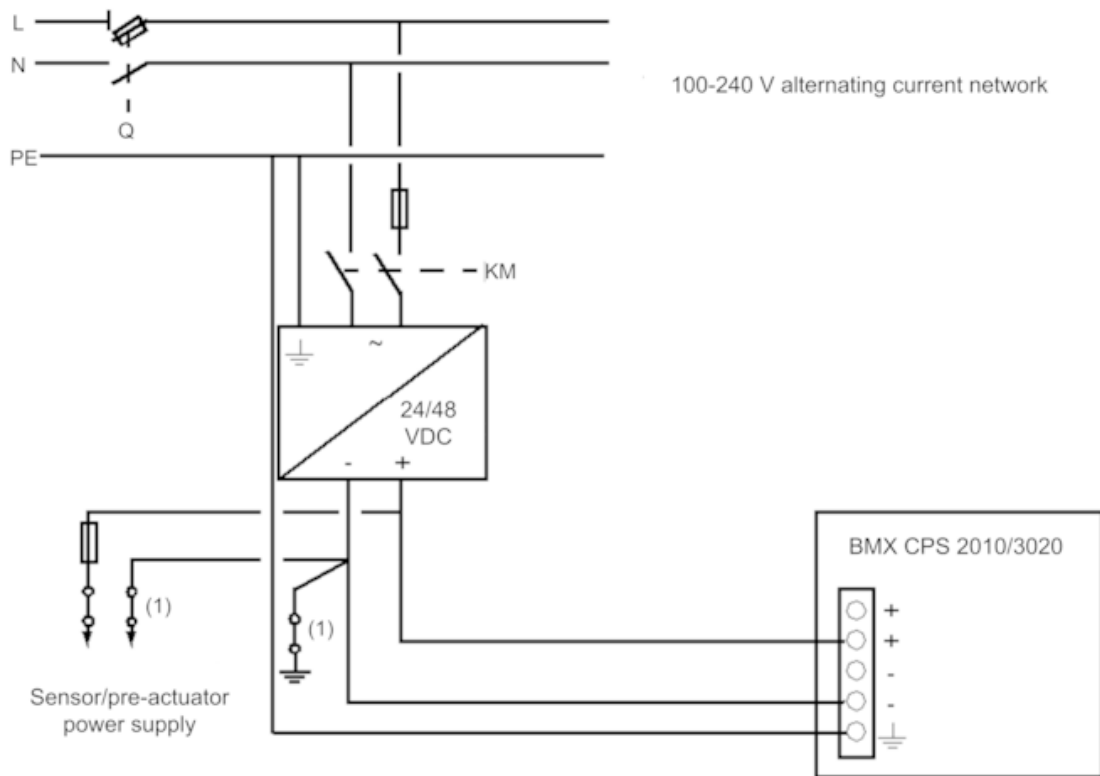 L
N
100-240 V alternating current network
Q
PE
KM
~
24/48
VDC
- +
BMX CPS 2010/3020
+
+
-
-
(1)
(1)
Sensor/pre-actuator
power supply